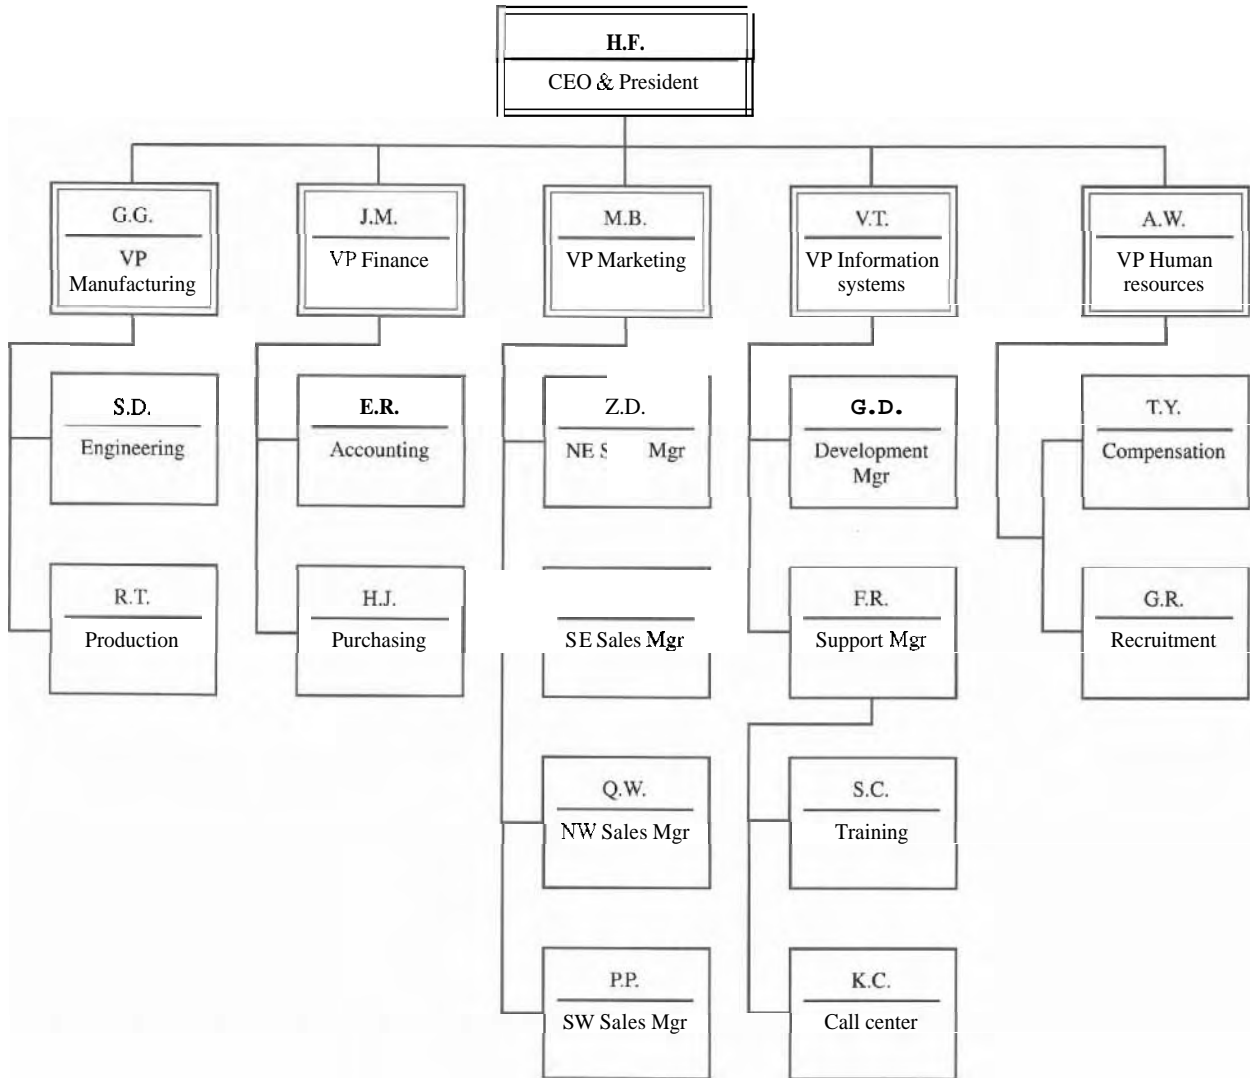 H.F.
CEO & President
G.G.
VP
Manufacturing
J.M.
VP Finance
M.B.
VP Marketing
V.T.
VP Information
systems
A.W.
VP Human
resources
S.D.
Engineering
E.R.
Accounting
Z.D.
NE S Mgr
G.D.
Development
Mgr
T.Y.
Compensation
R.T.
Production
H.J.
Purchasing
SE Sales Mgr
F.R.
Support Mgr
G.R.
Recruitment
Q.W.
NW Sales Mgr
S.C.
Training
P.P.
SW Sales Mgr
K.C.
Call center